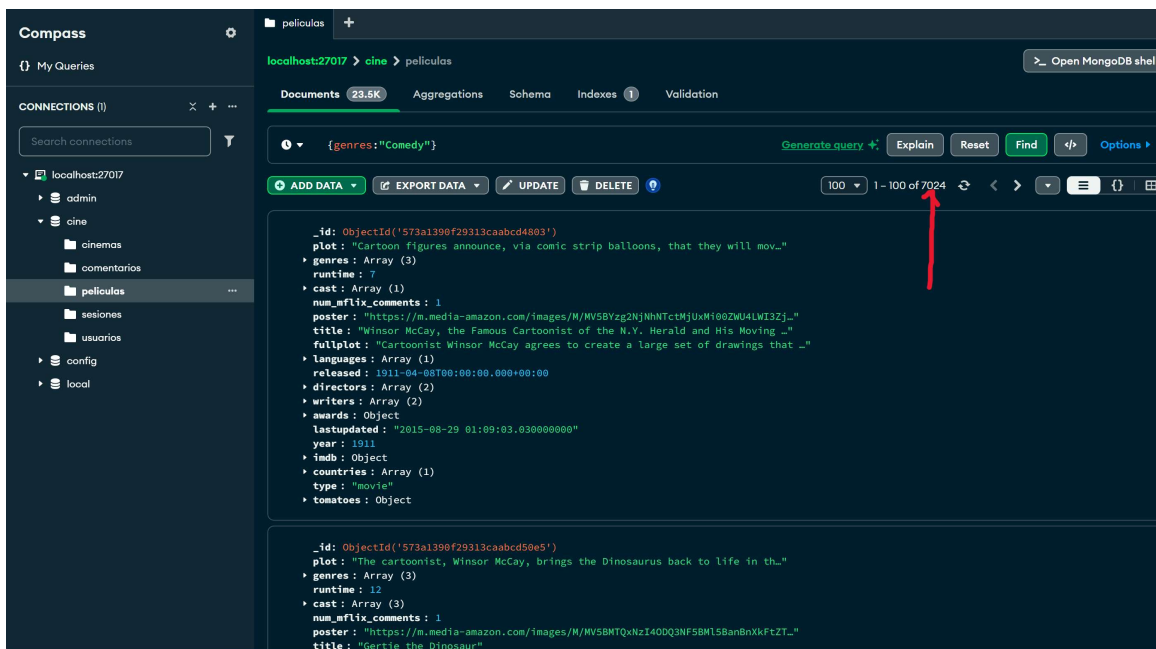 Compass
{} My Queries
CONNECTIONS (1)
Search connections
localhost:27017
admin
cine
cinemas
comentarios
peliculas
sesiones
usuarios
config
local
peliculas
localhost:27017 > cine > peliculas
>_ Open MongoDB shel
Documents 23.5K Aggregations Schema Indexes 1 Validation
{genres:"Comedy"}
Generate query Explain Reset Find </> Options
ADD DATA EXPORT DATA UPDATE DELETE 100 1 – 100 of 7024 {}
_id: ObjectId('573a1390f29313caabcd4803')
plot : "Cartoon figures announce, via comic strip balloons, that they will mov…"
genres : Array (3)
runtime : 7
cast : Array (1)
num_mflix_comments : 1
poster : "https://m.media-amazon.com/images/M/MV5BYzg2NjNhNTctMjUxMi00ZWU4LWI3Zj…"
title : "Winsor McCay, the Famous Cartoonist of the N.Y. Herald and His Moving …"
fullplot : "Cartoonist Winsor McCay agrees to create a large set of drawings that …"
languages : Array (1)
released : 1911-04-08T00:00:00.000+00:00
directors : Array (2)
writers : Array (2)
awards : Object
lastupdated : "2015-08-29 01:09:03.030000000"
year : 1911
imdb : Object
countries : Array (1)
type : "movie"
tomatoes : Object
_id: ObjectId('573a1390f29313caabcd50e5')
plot : "The cartoonist, Winsor McCay, brings the Dinosaurus back to life in th…"
genres : Array (3)
runtime : 12
cast : Array (3)
num_mflix_comments : 1
poster : "https://m.media-amazon.com/images/M/MV5BMTQxNzI4ODQ3NF5BMl5BanBnXkFtZT…"
title : "Gertie the Dinosaur"